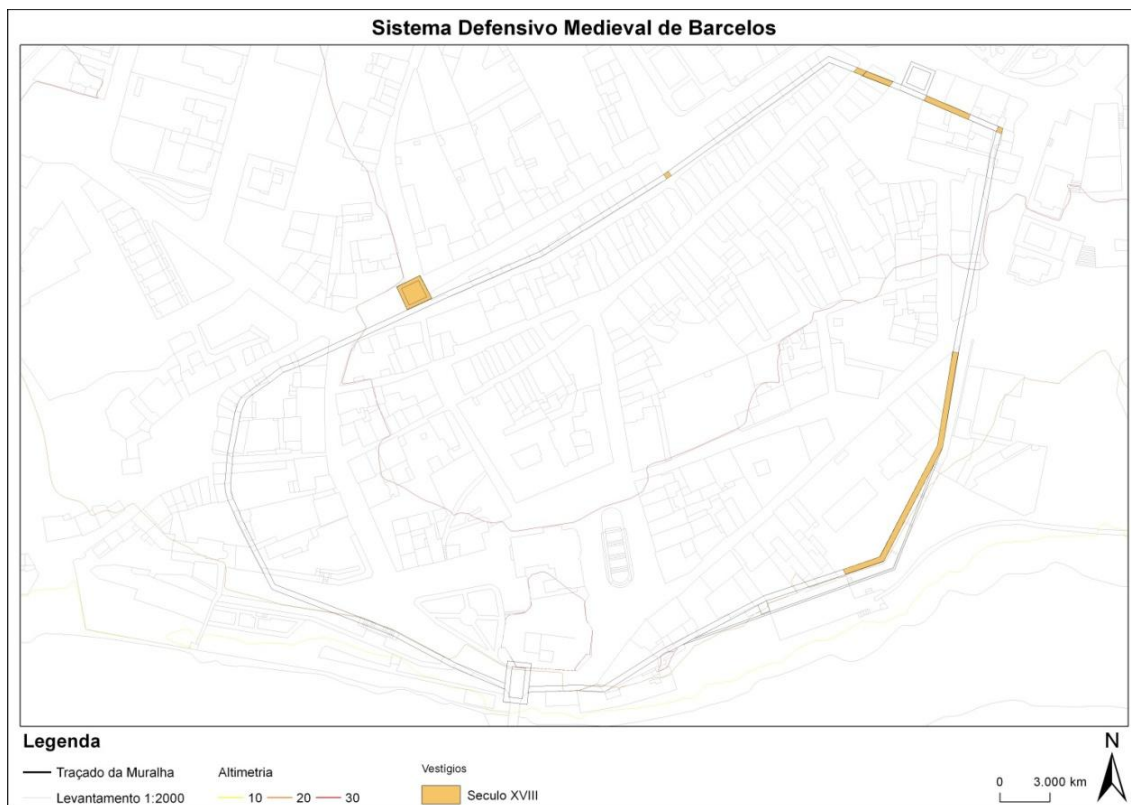 Sistema Defensivo Medieval de Barcelos
Legenda
Traçado da Muralha
Levantamento 1:2000
Altimetria
10 20 30
Vestígios
Seculo XVIII
N
0 3.000 km